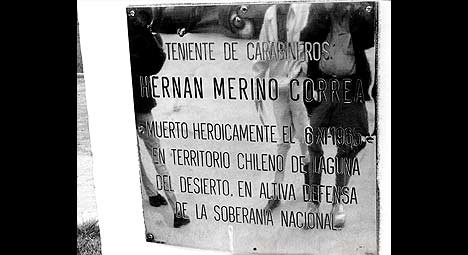 TENIENTE DE CARABINEROS:
HERNAN MERINO CORREA
MUERTO HEROICAMENTE EL 6 XI 1965
EN TERRITORIO CHILENO DE LAGUNA
DEL DESIERTO, EN ALTIVA DEFENSA
DE LA SOBERANIA NACIONAL